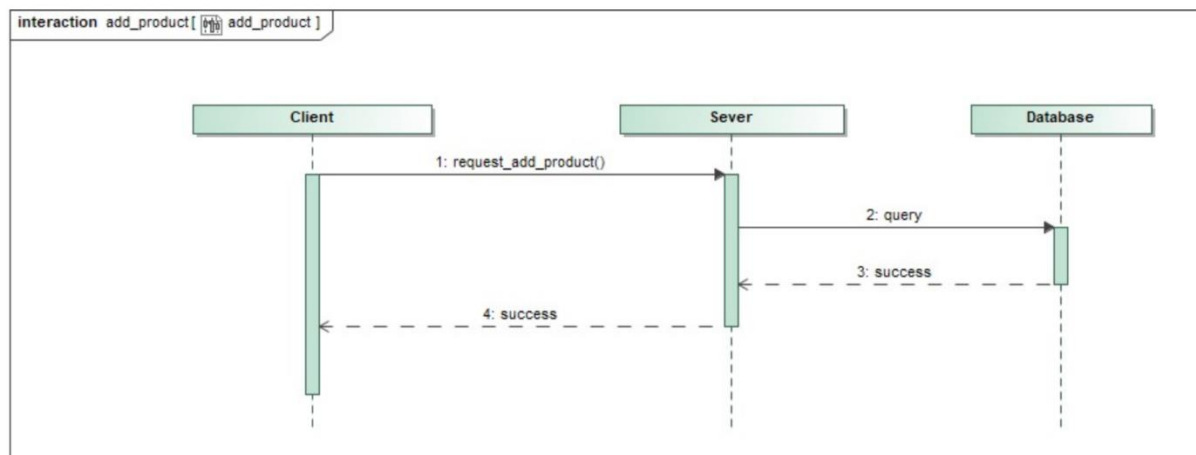 interaction add_product[ add_product ]
Client
Sever
Database
1: request_add_product()
2: query
3: success
4: success